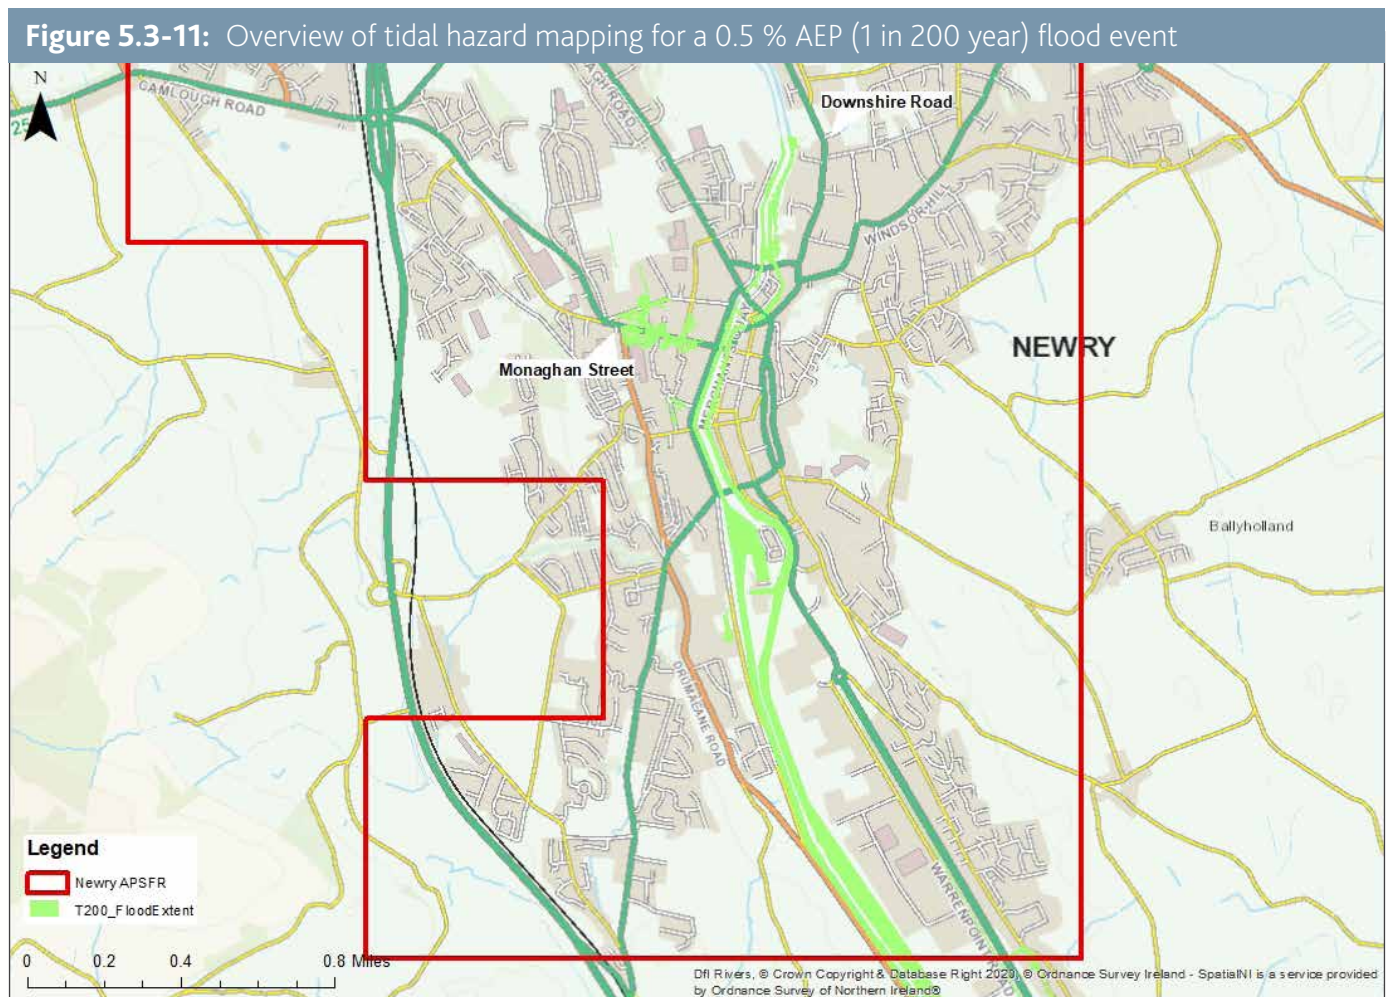 Figure 5.3-11: Overview of tidal hazard mapping for a 0.5 % AEP (1 in 200 year) flood event
N
CAMLOUGH ROAD
Downshire Road
WINDSOR HILL
NEWRY
Monaghan Street
Ballyholland
DRUMALANE ROAD
WARRENPOINT ROAD
Legend
Newry APSFR
T200_FloodExtent
0 0.2 0.4 0.8 Miles
DfI Rivers, © Crown Copyright & Database Right 2023, © Ordnance Survey Ireland - SpatialNI is a service provided
by Ordnance Survey of Northern Ireland®